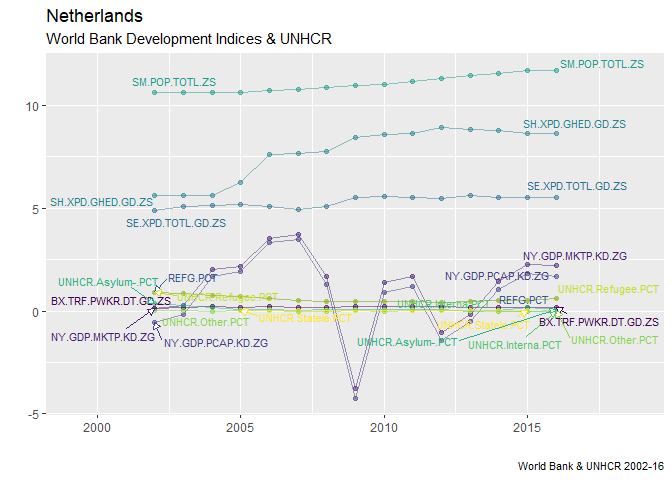 Netherlands
World Bank Development Indices & UNHCR
SM.POP.TOTL.ZS
SM.POP.TOTL.ZS
10
SH.XPD.GHED.GD.ZS
SE.XPD.TOTL.GD.ZS
SH.XPD.GHED.GD.ZS
5
SE.XPD.TOTL.GD.ZS
NY.GDP.MKTP.KD.ZG
UNHCR.Asylum-.PCT
REFG.PCT
NY.GDP.PCAP.KD.ZG
UNHCR.Refugee.PCT
UNHCR.Refugee.PCT
BX.TRF.PWKR.DT.GD.ZS
UNHCR.Interna.PCT
REFG.PCT
0
UNHCR.Other.PCT
UNHCR.Statele.PCT
UNHCR.Statele.PCT
BX.TRF.PWKR.DT.GD.ZS
NY.GDP.MKTP.KD.ZG
NY.GDP.PCAP.KD.ZG
UNHCR.Asylum-.PCT
UNHCR.Interna.PCT
UNHCR.Other.PCT
-5
2000
2005
2010
2015
World Bank & UNHCR 2002-16